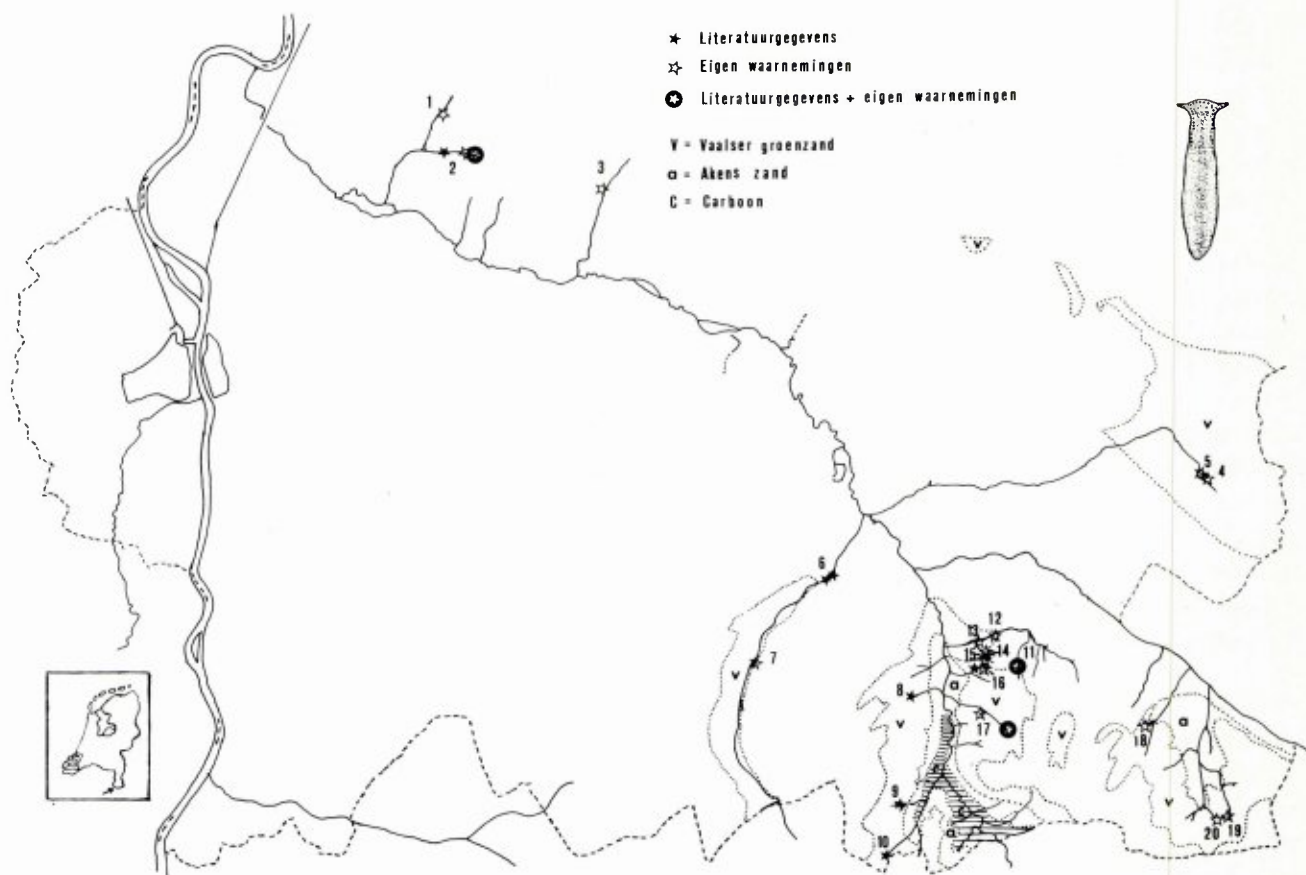 ★ Literatuurgegevens
☆ Eigen waarnemingen
Literatuurgegevens + eigen waarnemingen
V = Vaalser groenzand
a = Akens zand
C = Carboon
1
2
3
V
V
5 4
6
12
13
15 14 11
16
7
V
8
a
V
V
17
V
18
a
9
V
10
a
20 19